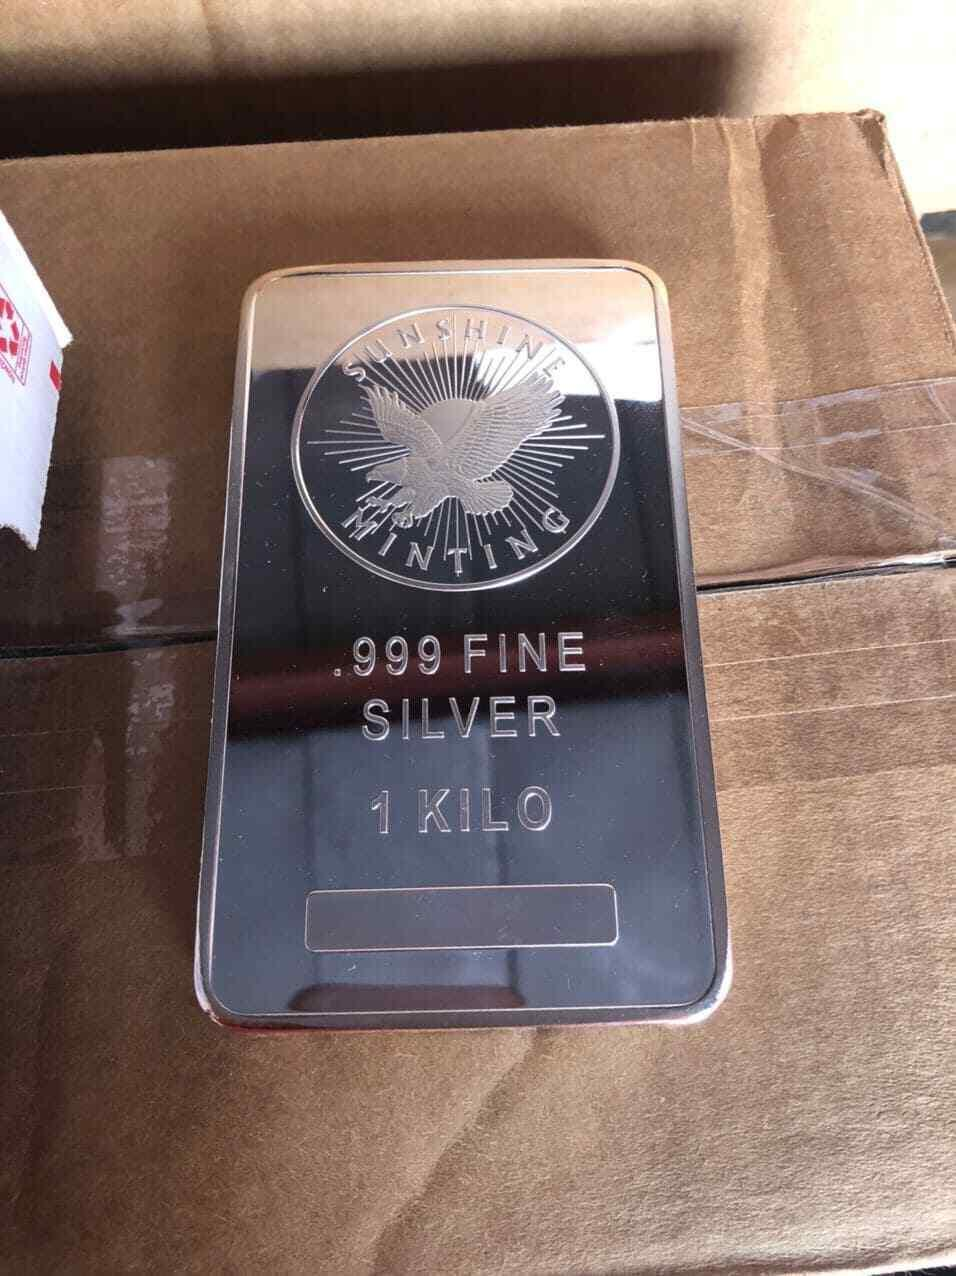 SUNSHINE
MINTING
.999 FINE
SILVER
1 KILO